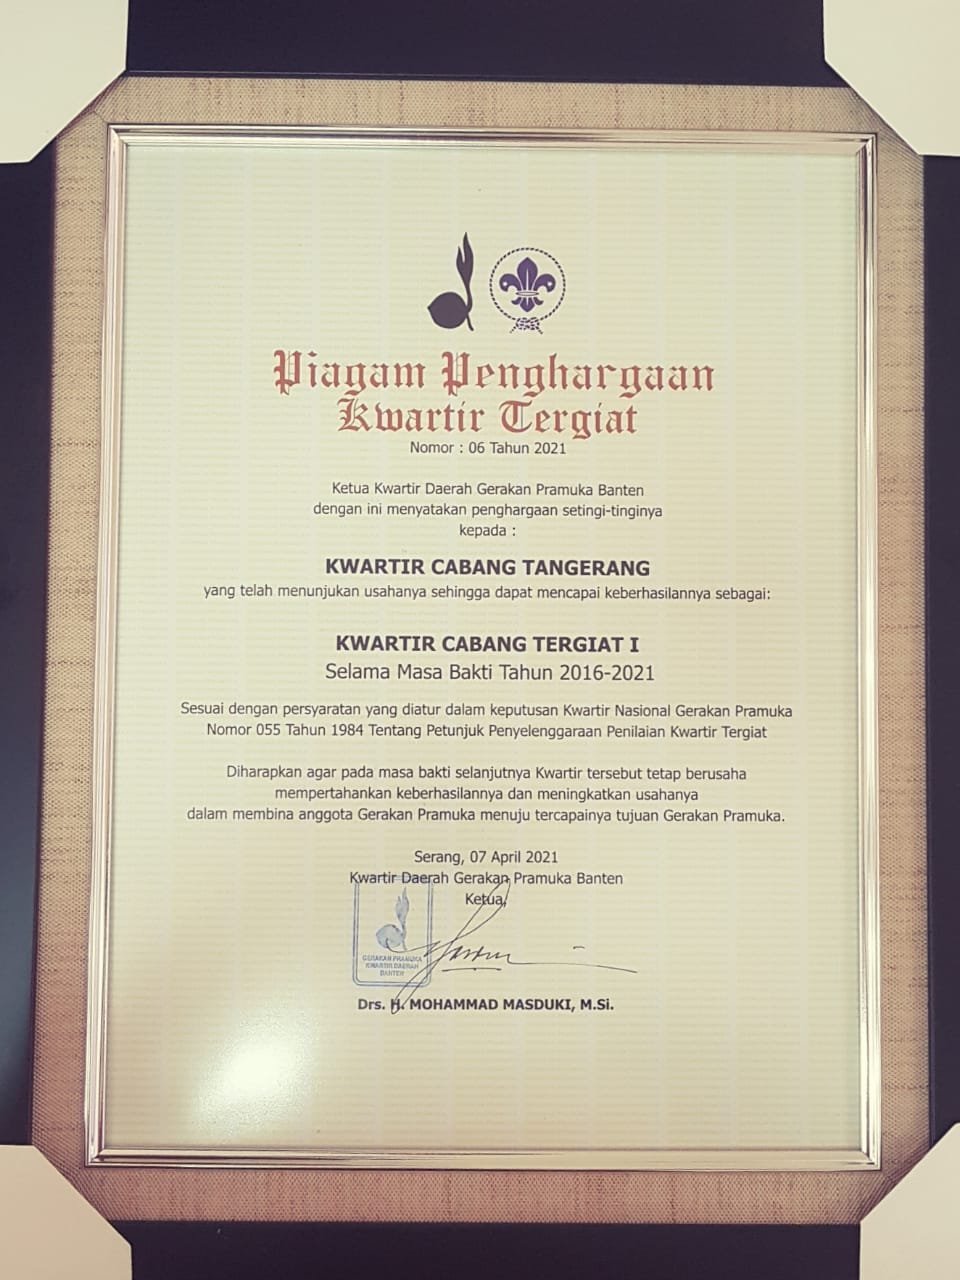 Piagam Penghargaan
Kwartir Tergiat
Nomor : 06 Tahun 2021
Ketua Kwartir Daerah Gerakan Pramuka Banten
dengan ini menyatakan penghargaan setingi-tinginya
kepada :
KWARTIR CABANG TANGERANG
yang telah menunjukan usahanya sehingga dapat mencapai keberhasilannya sebagai:
KWARTIR CABANG TERGIAT I
Selama Masa Bakti Tahun 2016-2021
Sesuai dengan persyaratan yang diatur dalam keputusan Kwartir Nasional Gerakan Pramuka
Nomor 055 Tahun 1984 Tentang Petunjuk Penyelenggaraan Penilaian Kwartir Tergiat
Diharapkan agar pada masa bakti selanjutnya Kwartir tersebut tetap berusaha
mempertahankan keberhasilannya dan meningkatkan usahanya
dalam membina anggota Gerakan Pramuka menuju tercapainya tujuan Gerakan Pramuka.
Serang, 07 April 2021
Kwartir Daerah Gerakan Pramuka Banten
Ketua,
GERAKAN PRAMUKA
KWARTIR DAERAH
BANTEN
Drs. H. MOHAMMAD MASDUKI, M.Si.